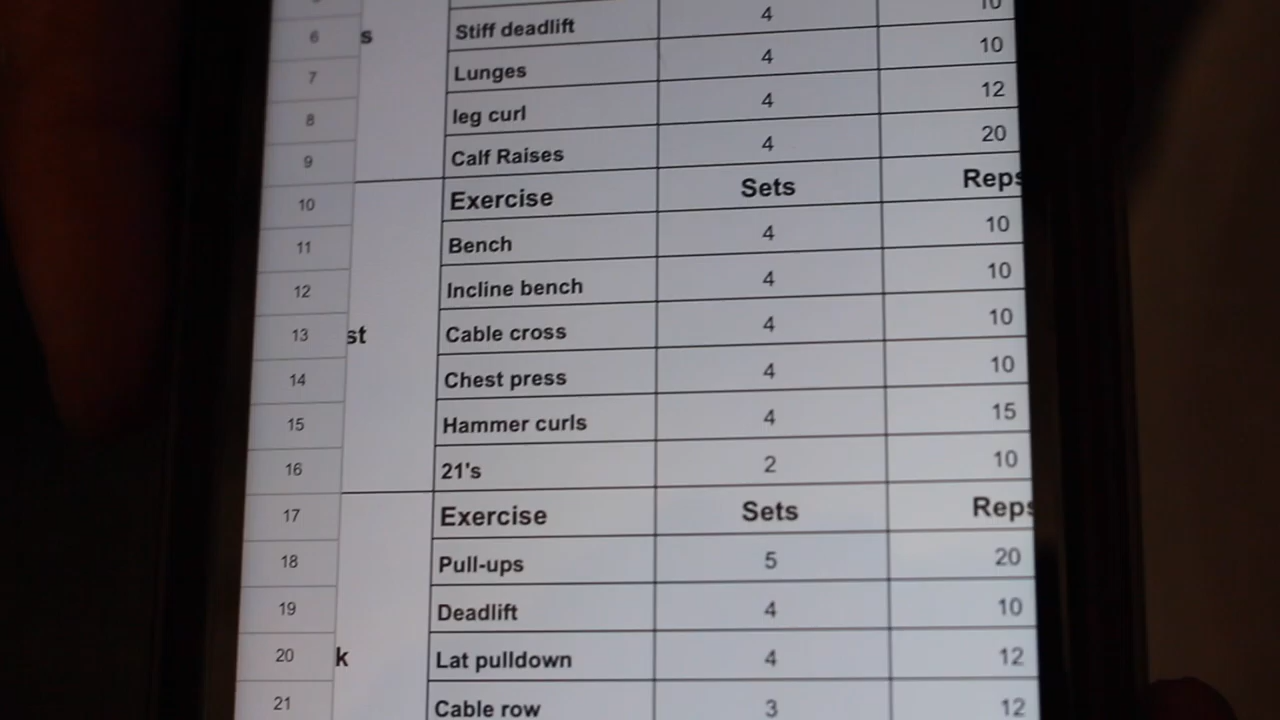 6 s Stiff deadlift 4 10
7 Lunges 4 10
8 leg curl 4 12
9 Calf Raises 4 20
10 Exercise Sets Reps
11 Bench 4 10
12 Incline bench 4 10
13 st Cable cross 4 10
14 Chest press 4 10
15 Hammer curls 4 15
16 21's 2 10
17 Exercise Sets Reps
18 Pull-ups 5 20
19 Deadlift 4 10
20 k Lat pulldown 4 12
21 Cable row 3 12